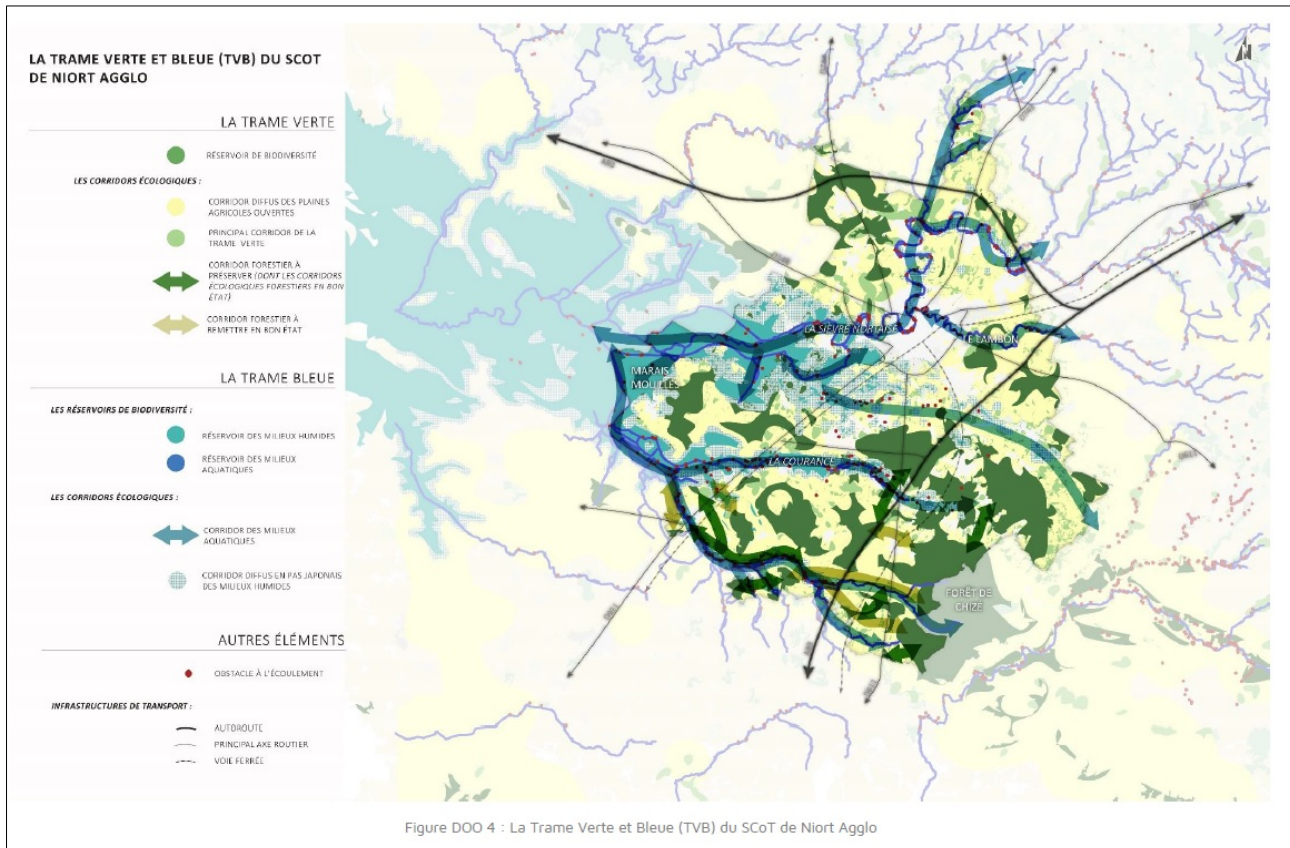 LA TRAME VERTE ET BLEUE (TVB) DU SCOT
DE NIORT AGGLO
LA TRAME VERTE
RÉSERVOIR DE BIODIVERSITÉ
LES CORRIDORS ÉCOLOGIQUES :
CORRIDOR DIFFUS DES PLAINES
AGRICOLES OUVERTES
PRINCIPAL CORRIDOR DE LA
TRAME VERTE
CORRIDOR FORESTIER À
PRÉSERVER (DONT LES CORRIDORS
ÉCOLOGIQUES FORESTIERS EN BON
ÉTAT)
CORRIDOR FORESTIER À
REMETTRE EN BON ÉTAT
LA TRAME BLEUE
LES RÉSERVOIRS DE BIODIVERSITÉ :
RÉSERVOIR DES MILIEUX HUMIDES
RÉSERVOIR DES MILIEUX
AQUATIQUES
LES CORRIDORS ÉCOLOGIQUES :
CORRIDOR DES MILIEUX
AQUATIQUES
CORRIDOR DIFFUS EN PAS JAPONAIS
DES MILIEUX HUMIDES
AUTRES ÉLÉMENTS
OBSTACLE À L'ÉCOULEMENT
INFRASTRUCTURES DE TRANSPORT :
AUTOROUTE
PRINCIPAL AXE ROUTIER
VOIE FERRÉE
LA SIÈVRE NIORTAISE
LE LAMBON
MARAIS
MOUILLÉS
LA COURANCE
FORÊT DE
CHIZÉ
Figure DOO 4 : La Trame Verte et Bleue (TVB) du SCoT de Niort Agglo